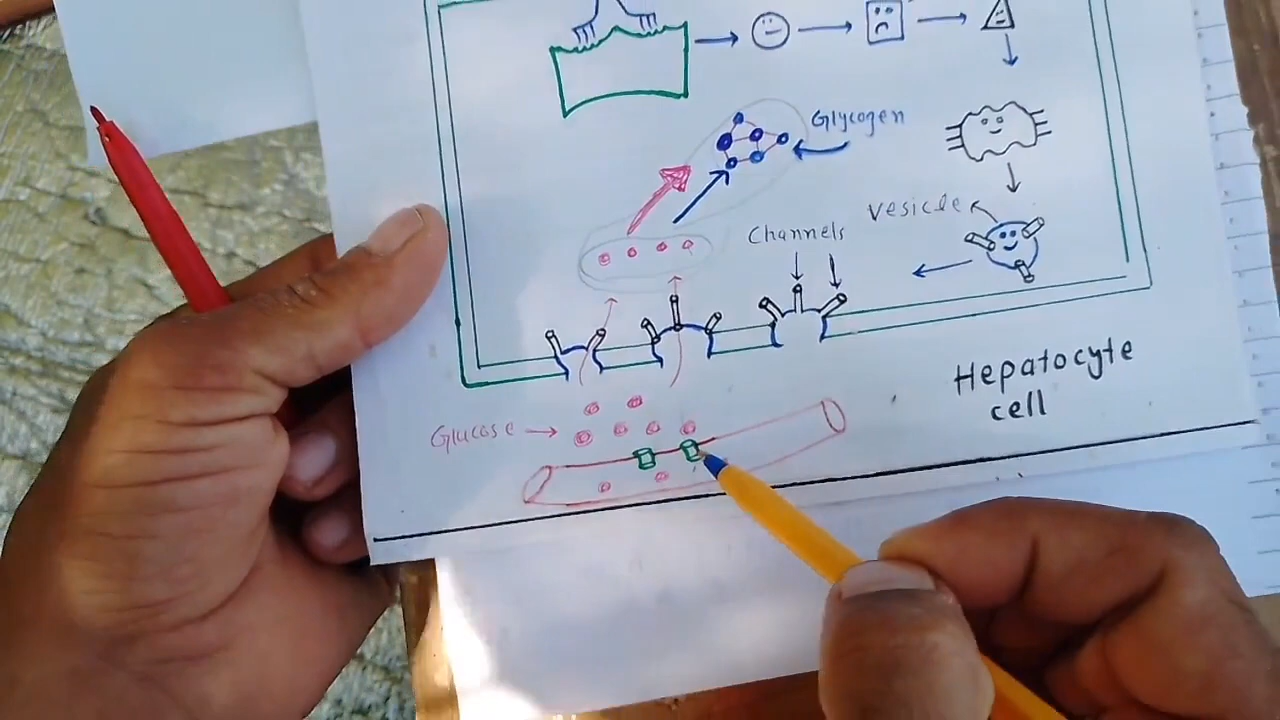 Glycogen
Vesicle
Channels
Hepatocyte
cell
Glucose